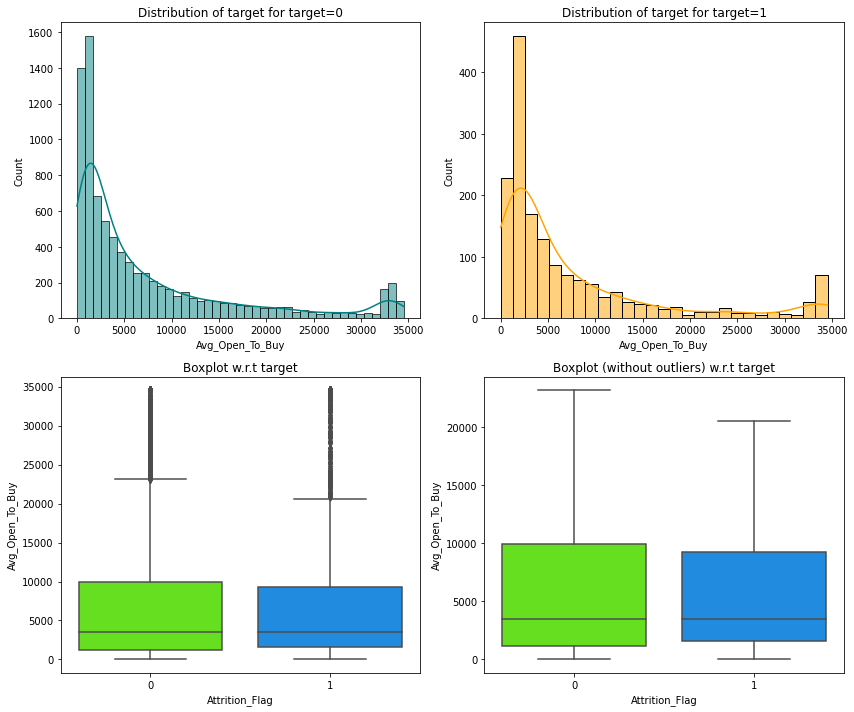 Distribution of target for target=0
1600
1400
1200
1000
800
600
400
200
0
Count
0 5000 10000 15000 20000 25000 30000 35000
Avg_Open_To_Buy
Distribution of target for target=1
400
300
200
100
0
Count
0 5000 10000 15000 20000 25000 30000 35000
Avg_Open_To_Buy
Boxplot w.r.t target
35000
30000
25000
20000
15000
10000
5000
0
Avg_Open_To_Buy
0 1
Attrition_Flag
Boxplot (without outliers) w.r.t target
20000
15000
10000
5000
0
Avg_Open_To_Buy
0 1
Attrition_Flag